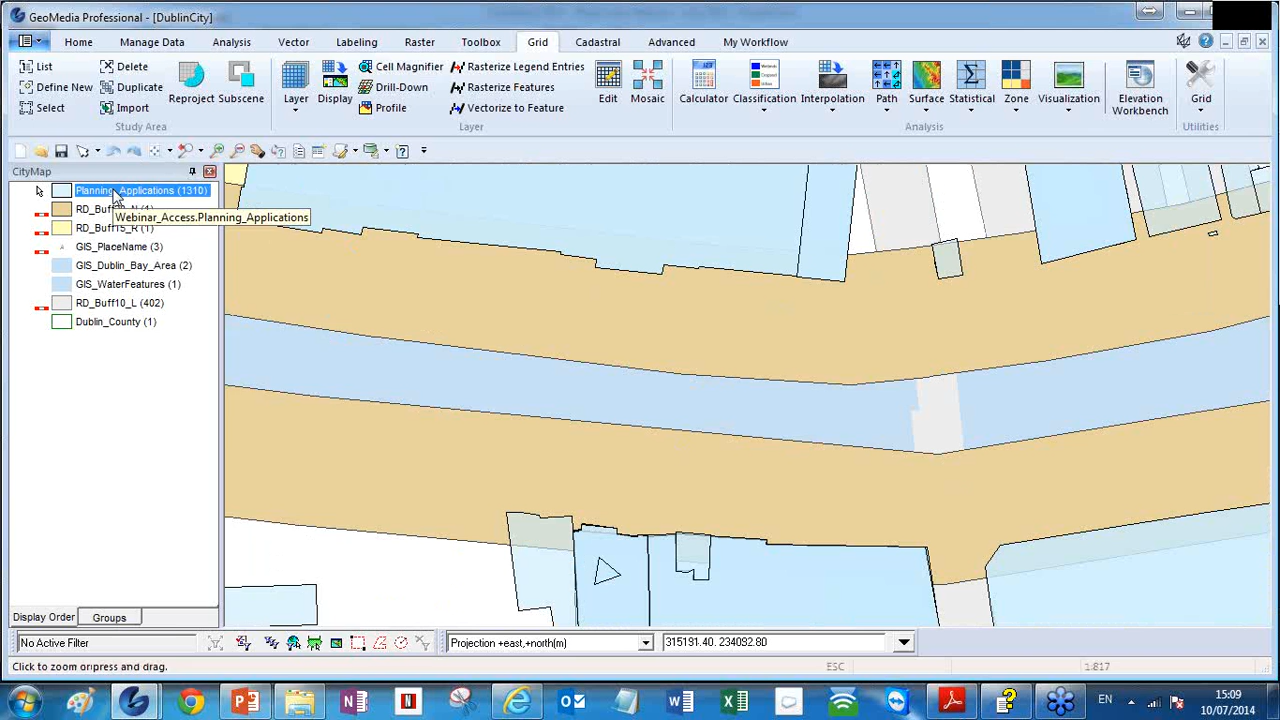 GeoMedia Professional - [DublinCity]
Home Manage Data Analysis Vector Labeling Raster Toolbox Grid Cadastral Advanced My Workflow
List Delete Cell Magnifier Rasterize Legend Entries
Define New Duplicate Reproject Subscene Layer Display Drill-Down Rasterize Features Edit Mosaic Calculator Classification Interpolation Path Surface Statistical Zone Visualization Elevation Workbench Grid
Select Import Profile Vectorize to Feature
Study Area Layer Analysis Utilities
CityMap
Planning_Applications (1310)
Webinar_Access.Planning_Applications
RD_Buff15_R (1)
GIS_PlaceName (3)
GIS_Dublin_Bay_Area (2)
GIS_WaterFeatures (1)
RD_Buff10_L (402)
Dublin_County (1)
Display Order Groups
No Active Filter Projection +east,+north(m) 315191.40, 234092.80
Click to zoom or press and drag. ESC 1:817
EN 15:09
10/07/2014